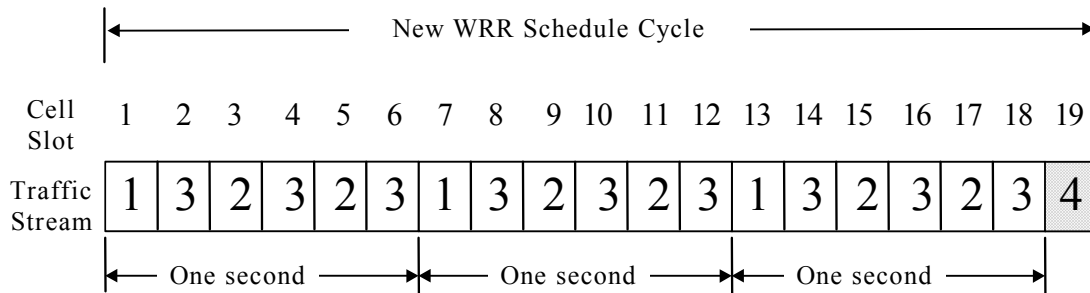 New WRR Schedule Cycle
Cell Slot 1 2 3 4 5 6 7 8 9 10 11 12 13 14 15 16 17 18 19
Traffic Stream 1 3 2 3 2 3 1 3 2 3 2 3 1 3 2 3 2 3 4
One second One second One second